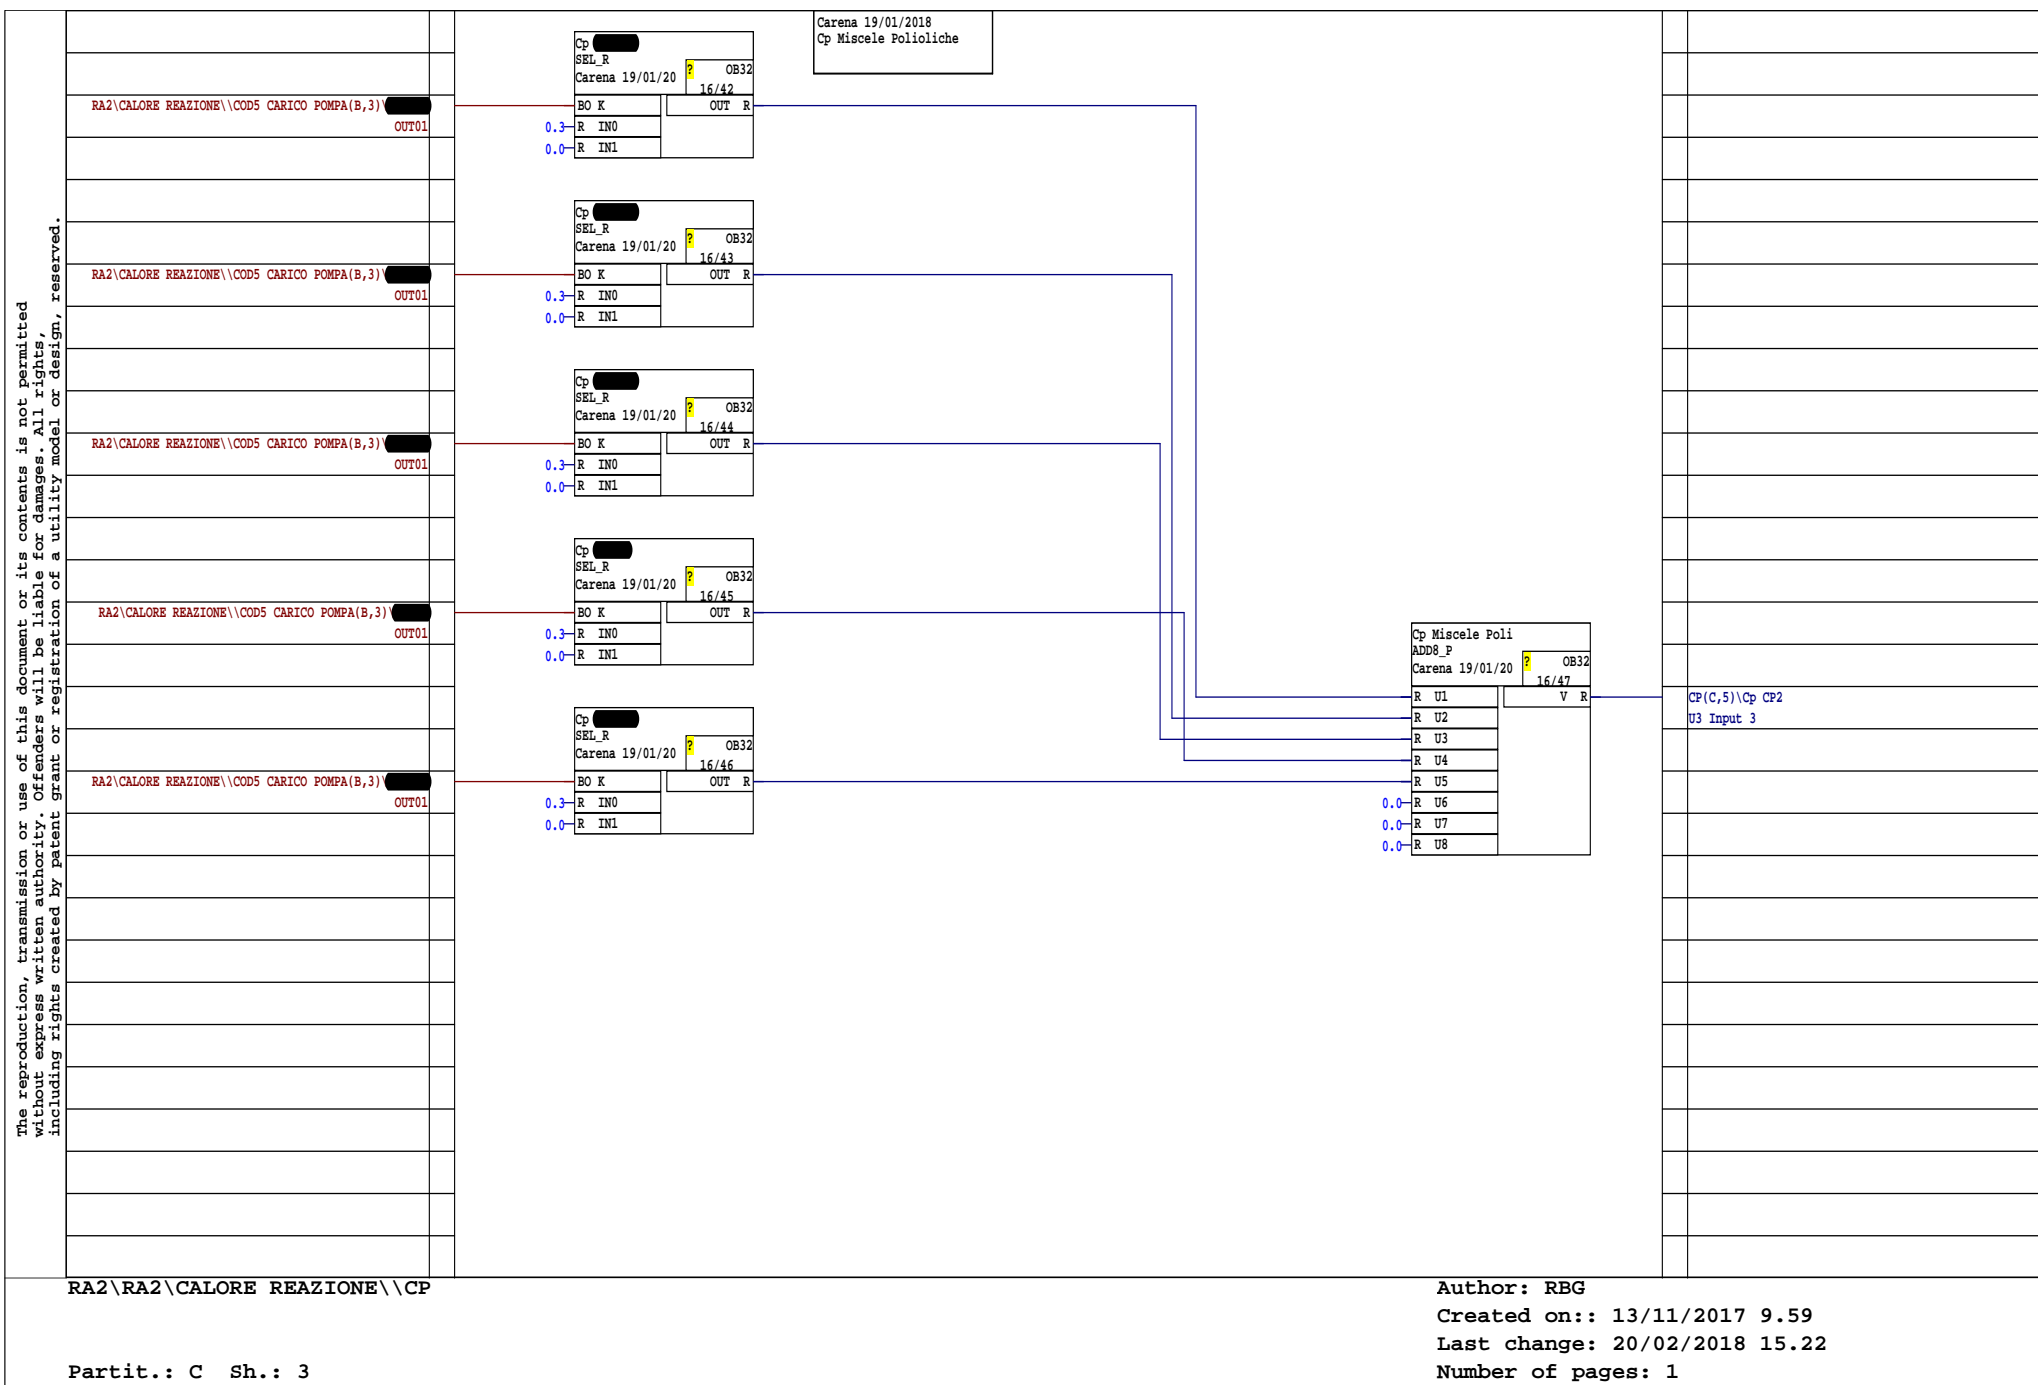 The reproduction, transmission or use of this document or its contents is not permitted
without express written authority. Offenders will be liable for damages. All rights,
including rights created by patent grant or registration of a utility model or design, reserved.
Carena 19/01/2018
Cp Miscele Polioliche
Cp
SEL_R
Carena 19/01/20
? OB32
16/42
RA2\CALORE REAZIONE\\COD5 CARICO POMPA(B,3)\
OUT01
BO K
OUT R
0.3 R IN0
0.0 R IN1
Cp
SEL_R
Carena 19/01/20
? OB32
16/43
RA2\CALORE REAZIONE\\COD5 CARICO POMPA(B,3)\
OUT01
BO K
OUT R
0.3 R IN0
0.0 R IN1
Cp
SEL_R
Carena 19/01/20
? OB32
16/44
RA2\CALORE REAZIONE\\COD5 CARICO POMPA(B,3)\
OUT01
BO K
OUT R
0.3 R IN0
0.0 R IN1
Cp
SEL_R
Carena 19/01/20
? OB32
16/45
RA2\CALORE REAZIONE\\COD5 CARICO POMPA(B,3)\
OUT01
BO K
OUT R
0.3 R IN0
0.0 R IN1
Cp
SEL_R
Carena 19/01/20
? OB32
16/46
RA2\CALORE REAZIONE\\COD5 CARICO POMPA(B,3)\
OUT01
BO K
OUT R
0.3 R IN0
0.0 R IN1
Cp Miscele Poli
ADD8_P
Carena 19/01/20
? OB32
16/47
R U1
V R
R U2
R U3
R U4
R U5
0.0 R U6
0.0 R U7
0.0 R U8
CP(C,5)\Cp CP2
U3 Input 3
RA2\RA2\CALORE REAZIONE\\CP
Partit.: C Sh.: 3
Author: RBG
Created on:: 13/11/2017 9.59
Last change: 20/02/2018 15.22
Number of pages: 1